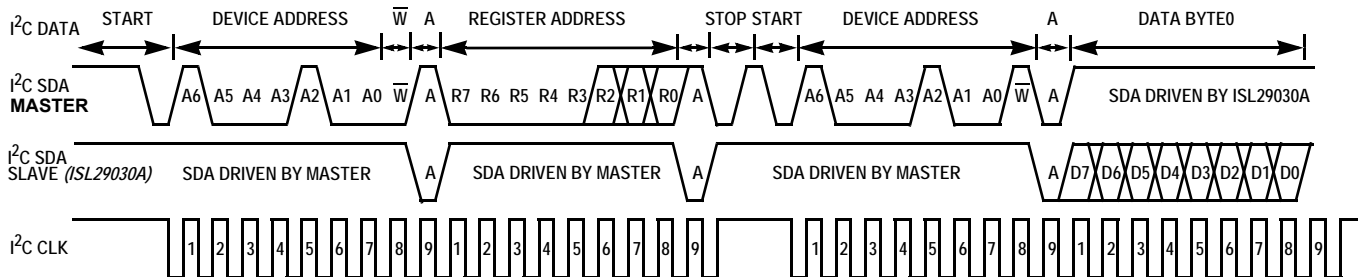 I²C DATA START DEVICE ADDRESS W̅ A REGISTER ADDRESS STOP START DEVICE ADDRESS A DATA BYTE0
I²C SDA MASTER A6 A5 A4 A3 A2 A1 A0 W̅ A R7 R6 R5 R4 R3 R2 R1 R0 A A6 A5 A4 A3 A2 A1 A0 W̅ A SDA DRIVEN BY ISL29030A
I²C SDA SLAVE (ISL29030A) SDA DRIVEN BY MASTER A SDA DRIVEN BY MASTER A SDA DRIVEN BY MASTER A D7 D6 D5 D4 D3 D2 D1 D0
I²C CLK 1 2 3 4 5 6 7 8 9 1 2 3 4 5 6 7 8 9 1 2 3 4 5 6 7 8 9 1 2 3 4 5 6 7 8 9